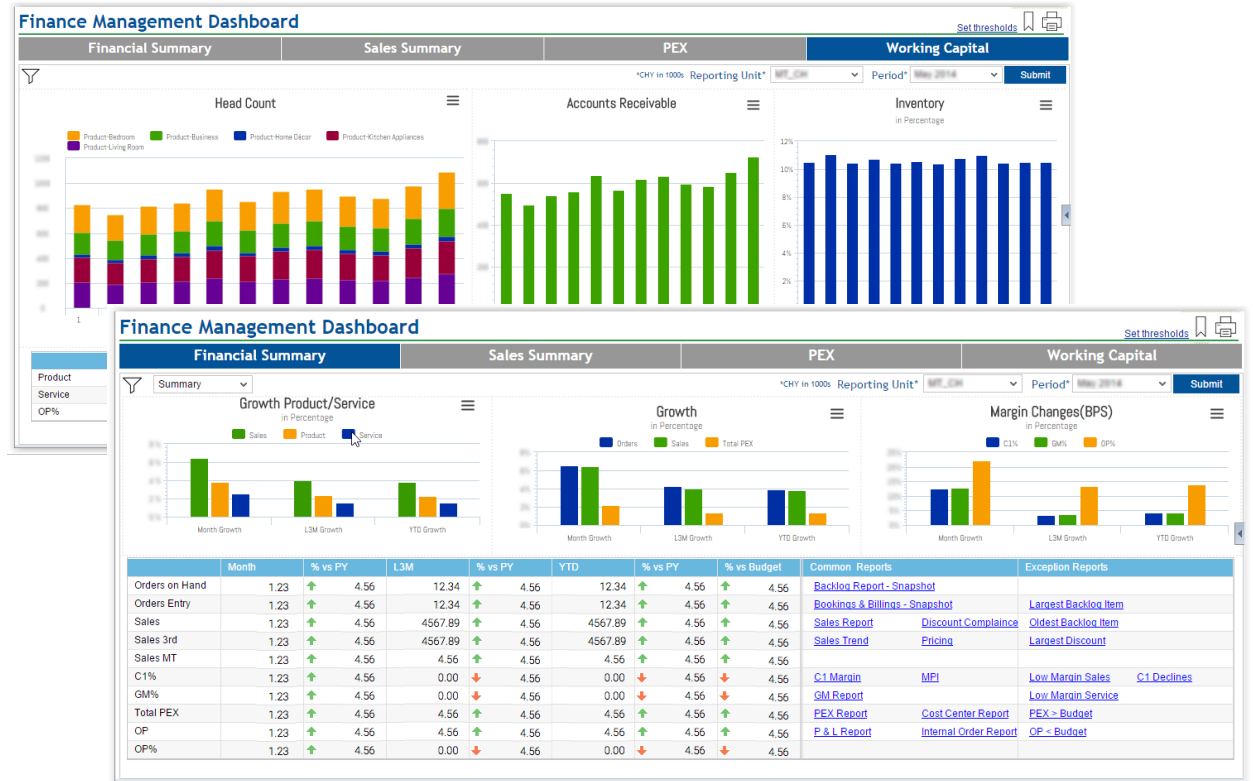 Finance Management Dashboard
Set thresholds
Financial Summary Sales Summary PEX Working Capital
*CHY in 1000s Reporting Unit* Period* Submit
Head Count
Product-Bedroom Product-Business Product-Home Décor Product-Kitchen Appliances
Product-Living Room
1
Accounts Receivable
Inventory
in Percentage
12%
10%
8%
6%
4%
2%
Product
Service
OP%
Finance Management Dashboard
Set thresholds
Financial Summary Sales Summary PEX Working Capital
Summary *CHY in 1000s Reporting Unit* Period* Submit
Growth Product/Service
in Percentage
Sales Product Service
Month Growth L3M Growth YTD Growth
Growth
in Percentage
Orders Sales Total PEX
Month Growth L3M Growth YTD Growth
Margin Changes(BPS)
in Percentage
C1% GM% OP%
Month Growth L3M Growth YTD Growth
Month % vs PY L3M % vs PY YTD % vs PY % vs Budget Common Reports Exception Reports
Orders on Hand 1.23 4.56 12.34 4.56 12.34 4.56 4.56 Backlog Report - Snapshot
Orders Entry 1.23 4.56 12.34 4.56 12.34 4.56 4.56 Bookings & Billings - Snapshot Largest Backlog Item
Sales 1.23 4.56 4567.89 4.56 4567.89 4.56 4.56 Sales Report Discount Complaince Oldest Backlog Item
Sales 3rd 1.23 4.56 4567.89 4.56 4567.89 4.56 4.56 Sales Trend Pricing Largest Discount
Sales MT 1.23 4.56 4.56 4.56 4.56 4.56 4.56
C1% 1.23 4.56 0.00 4.56 0.00 4.56 4.56 C1 Margin MPI Low Margin Sales C1 Declines
GM% 1.23 4.56 0.00 4.56 0.00 4.56 4.56 GM Report Low Margin Service
Total PEX 1.23 4.56 4.56 4.56 4.56 4.56 4.56 PEX Report Cost Center Report PEX > Budget
OP 1.23 4.56 4.56 4.56 4.56 4.56 4.56 P & L Report Internal Order Report OP < Budget
OP% 1.23 4.56 0.00 4.56 0.00 4.56 4.56